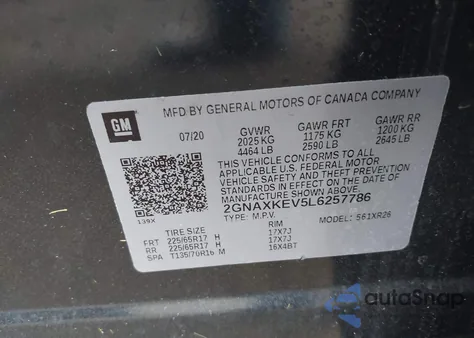 MFD BY GENERAL MOTORS OF CANADA COMPANY
GM
07/20 GVWR GAWR FRT GAWR RR
2025 KG 1175 KG 1200 KG
4464 LB 2590 LB 2645 LB
THIS VEHICLE CONFORMS TO ALL
APPLICABLE U.S. FEDERAL MOTOR
VEHICLE SAFETY AND THEFT PREVENTION
STANDARDS IN EFFECT ON THE DATE OF
MANUFACTURE SHOWN ABOVE.
2GNAXKEV5L6257786
TYPE: M.P.V. MODEL: S61XR26
139X
TIRE SIZE RIM
FRT 225/65R17 H 17X7J
RR 225/65R17 H 17X7J
SPA T135/70R16 M 16X4BT
autoSnap